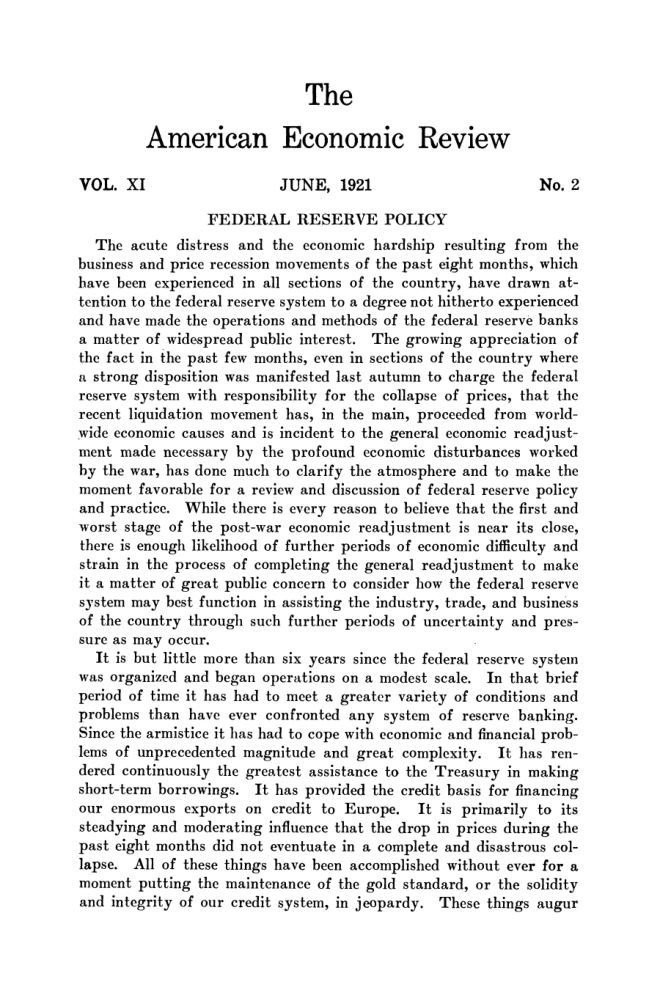 The
American Economic Review
VOL. XI JUNE, 1921 No. 2
FEDERAL RESERVE POLICY
The acute distress and the economic hardship resulting from the
business and price recession movements of the past eight months, which
have been experienced in all sections of the country, have drawn at-
tention to the federal reserve system to a degree not hitherto experienced
and have made the operations and methods of the federal reserve banks
a matter of widespread public interest. The growing appreciation of
the fact in the past few months, even in sections of the country where
a strong disposition was manifested last autumn to charge the federal
reserve system with responsibility for the collapse of prices, that the
recent liquidation movement has, in the main, proceeded from world-
wide economic causes and is incident to the general economic readjust-
ment made necessary by the profound economic disturbances worked
by the war, has done much to clarify the atmosphere and to make the
moment favorable for a review and discussion of federal reserve policy
and practice. While there is every reason to believe that the first and
worst stage of the post-war economic readjustment is near its close,
there is enough likelihood of further periods of economic difficulty and
strain in the process of completing the general readjustment to make
it a matter of great public concern to consider how the federal reserve
system may best function in assisting the industry, trade, and business
of the country through such further periods of uncertainty and pres-
sure as may occur.
It is but little more than six years since the federal reserve system
was organized and began operations on a modest scale. In that brief
period of time it has had to meet a greater variety of conditions and
problems than have ever confronted any system of reserve banking.
Since the armistice it has had to cope with economic and financial prob-
lems of unprecedented magnitude and great complexity. It has ren-
dered continuously the greatest assistance to the Treasury in making
short-term borrowings. It has provided the credit basis for financing
our enormous exports on credit to Europe. It is primarily to its
steadying and moderating influence that the drop in prices during the
past eight months did not eventuate in a complete and disastrous col-
lapse. All of these things have been accomplished without ever for a
moment putting the maintenance of the gold standard, or the solidity
and integrity of our credit system, in jeopardy. These things augur